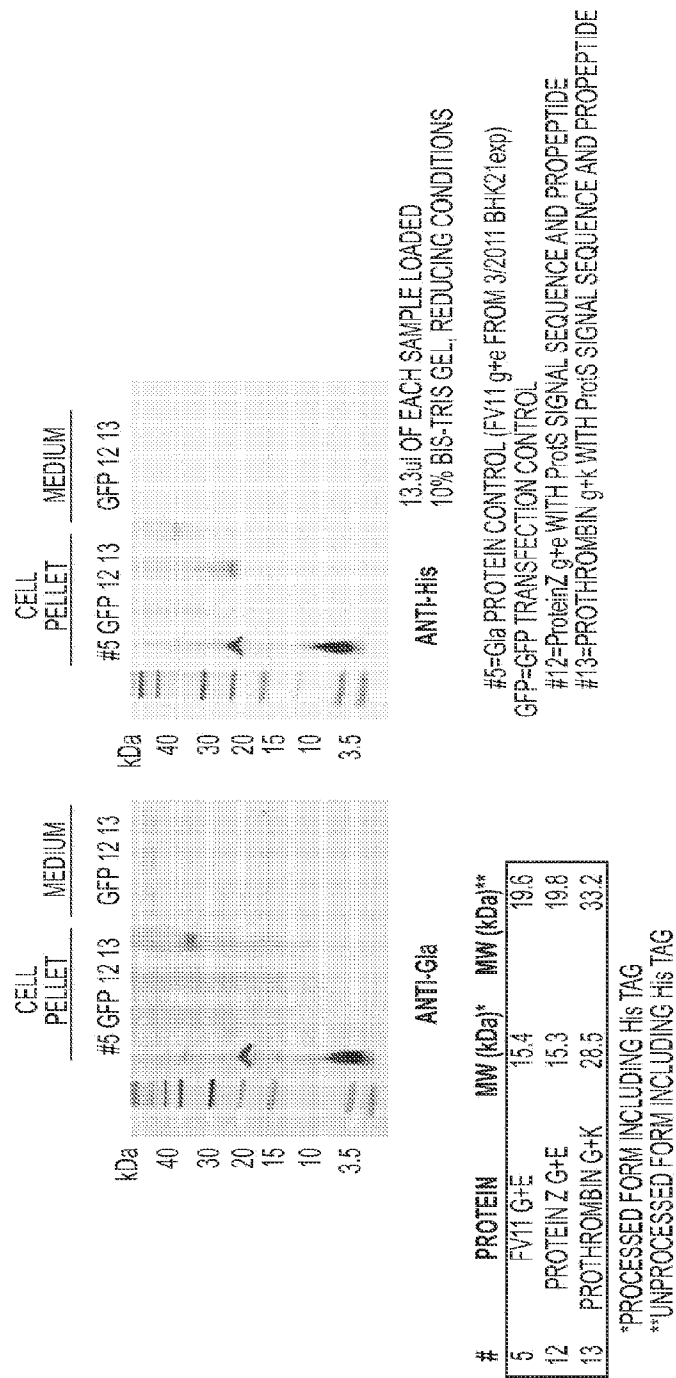 CELL
PELLET MEDIUM
#5 GFP 12 13 GFP 12 13
kDa
40
30
20
15
10
3.5
ANTI-Gla
CELL
PELLET MEDIUM
#5 GFP 12 13 GFP 12 13
kDa
40
30
20
15
10
3.5
ANTI-His
# PROTEIN MW (kDa)* MW (kDa)**
5 FV11 G+E 15.4 19.6
12 PROTEIN Z G+E 15.3 19.8
13 PROTHROMBIN G+K 28.5 33.2
*PROCESSED FORM INCLUDING His TAG
**UNPROCESSED FORM INCLUDING His TAG
13.3ul OF EACH SAMPLE LOADED
10% BIS-TRIS GEL, REDUCING CONDITIONS
#5=Gla PROTEIN CONTROL (FV11 g+e FROM 3/2011 BHK21exp)
GFP=GFP TRANSFECTION CONTROL
#12=ProteinZ g+e WITH ProtS SIGNAL SEQUENCE AND PROPEPTIDE
#13=PROTHROMBIN g+k WITH ProtS SIGNAL SEQUENCE AND PROPEPTIDE